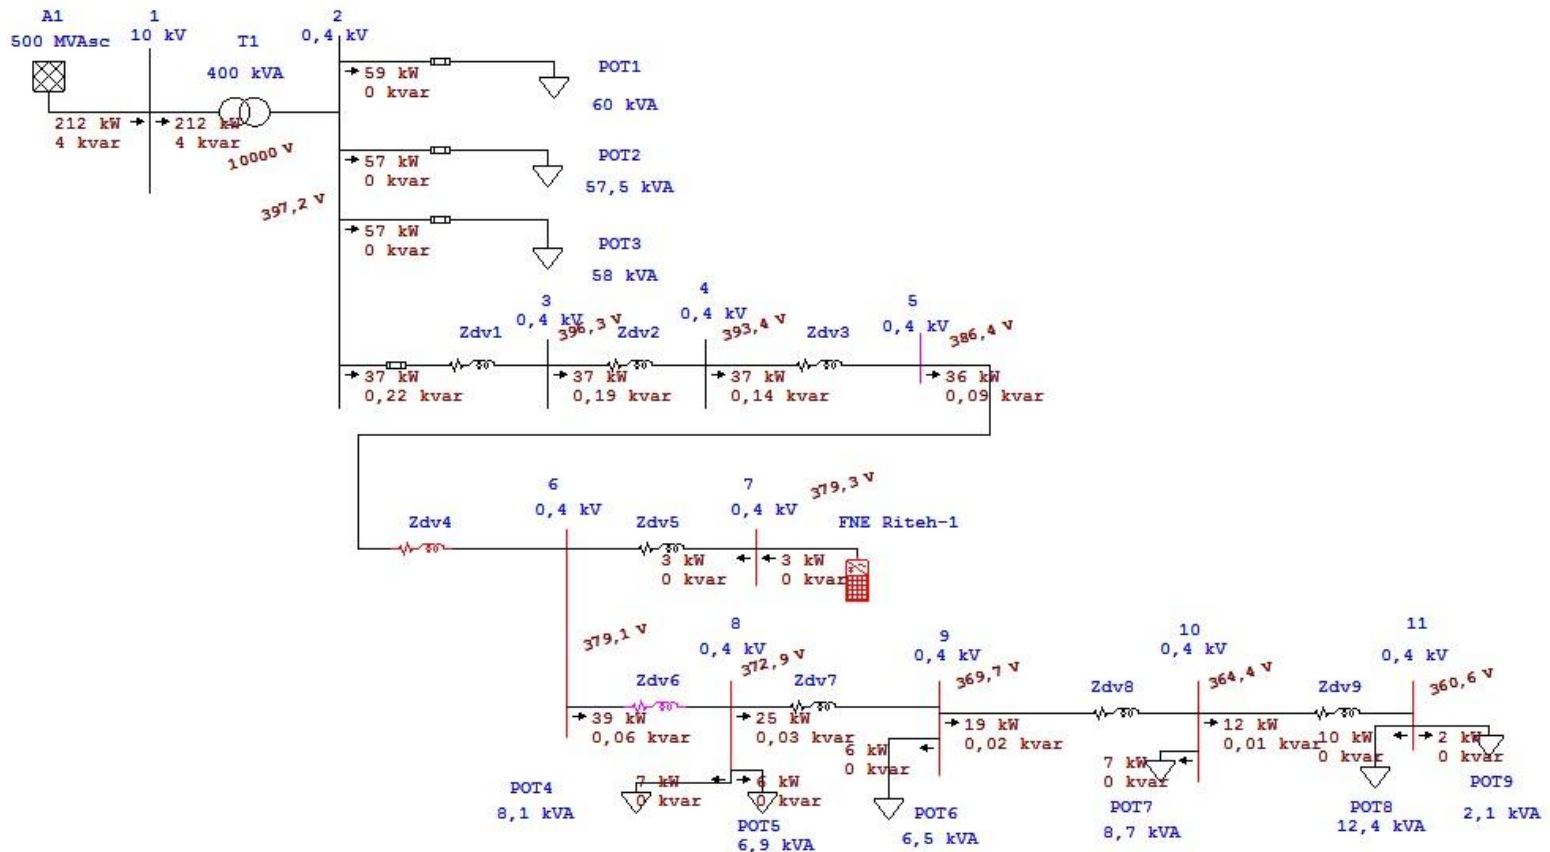 A1
500 MVAsc
1
10 kV
T1
400 kVA
2
0,4 kV
212 kW
4 kvar
212 kW
4 kvar
10000 V
397,2 V
59 kW
0 kvar
POT1
60 kVA
57 kW
0 kvar
POT2
57,5 kVA
57 kW
0 kvar
POT3
58 kVA
Zdv1
3
0,4 kV
396,3 V
Zdv2
4
0,4 kV
393,4 V
Zdv3
5
0,4 kV
386,4 V
37 kW
0,22 kvar
37 kW
0,19 kvar
37 kW
0,14 kvar
36 kW
0,09 kvar
Zdv4
6
0,4 kV
Zdv5
7
0,4 kV
379,3 V
FNE Riteh-1
3 kW
0 kvar
3 kW
0 kvar
379,1 V
Zdv6
8
0,4 kV
372,9 V
Zdv7
9
0,4 kV
369,7 V
Zdv8
10
0,4 kV
364,4 V
Zdv9
11
0,4 kV
360,6 V
39 kW
0,06 kvar
25 kW
0,03 kvar
19 kW
0,02 kvar
12 kW
0,01 kvar
7 kW
0 kvar
6 kW
0 kvar
6 kW
0 kvar
7 kW
0 kvar
10 kW
0 kvar
2 kW
0 kvar
POT4
8,1 kVA
POT5
6,9 kVA
POT6
6,5 kVA
POT7
8,7 kVA
POT8
12,4 kVA
POT9
2,1 kVA